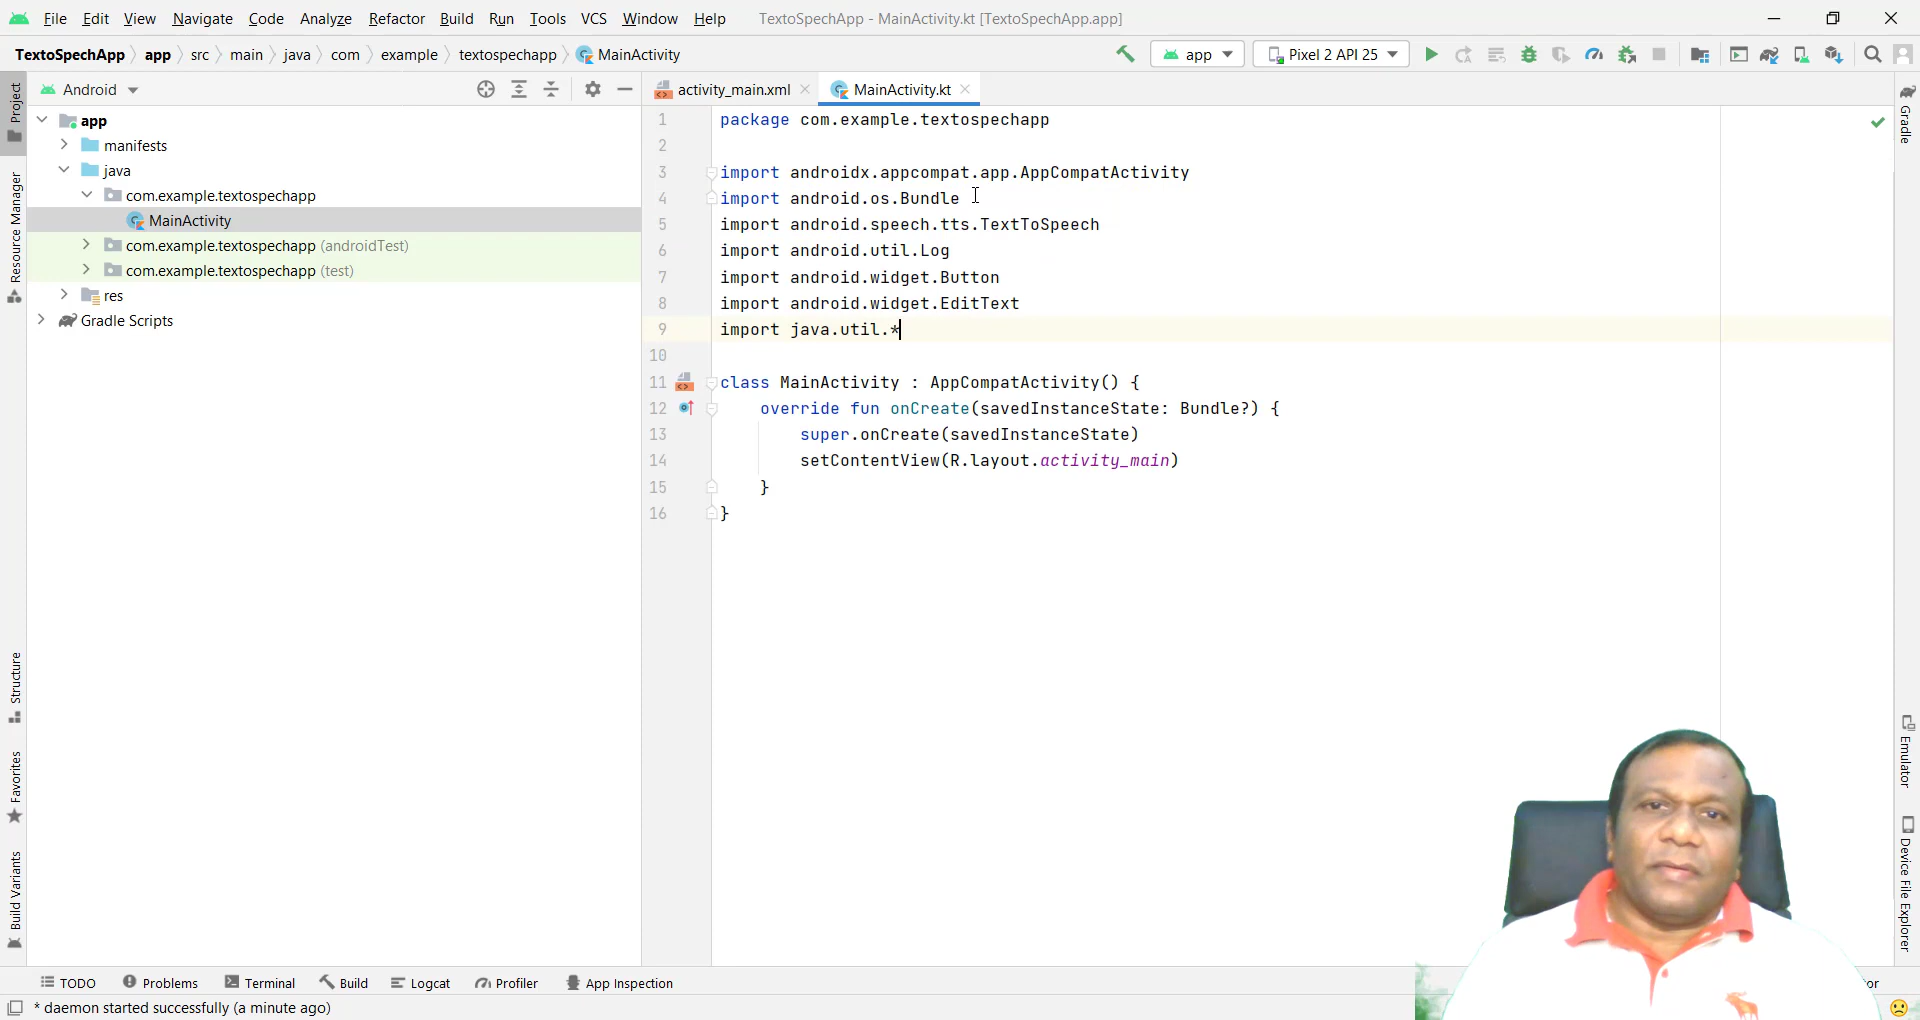 File Edit View Navigate Code Analyze Refactor Build Run Tools VCS Window Help TextoSpechApp - MainActivity.kt [TextoSpechApp.app]
TextoSpechApp app src main java com example textospechapp MainActivity app Pixel 2 API 25
Android
activity_main.xml MainActivity.kt
Project
Resource Manager
Structure
Favorites
Build Variants
app
manifests
java
com.example.textospechapp
MainActivity
com.example.textospechapp (androidTest)
com.example.textospechapp (test)
res
Gradle Scripts
1 package com.example.textospechapp
2
3 import androidx.appcompat.app.AppCompatActivity
4 import android.os.Bundle
5 import android.speech.tts.TextToSpeech
6 import android.util.Log
7 import android.widget.Button
8 import android.widget.EditText
9 import java.util.*
10
11 class MainActivity : AppCompatActivity() {
12 override fun onCreate(savedInstanceState: Bundle?) {
13 super.onCreate(savedInstanceState)
14 setContentView(R.layout.activity_main)
15 }
16 }
Gradle
Emulator
Device File Explorer
TODO Problems Terminal Build Logcat Profiler App Inspection
* daemon started successfully (a minute ago)